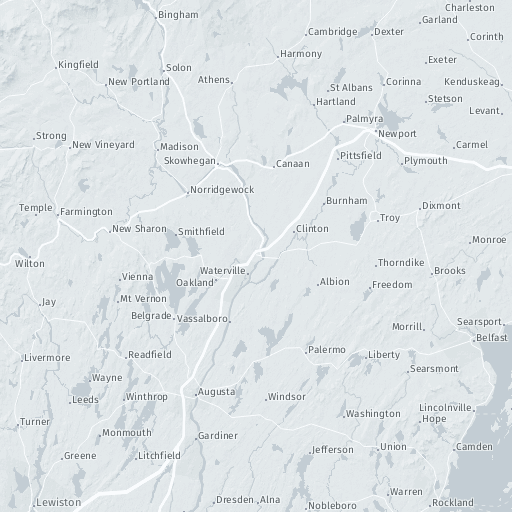 Charleston
Bingham
Garland
Cambridge
Dexter
Corinth
Harmony
Exeter
Kingfield
Solon
New Portland
Athens
Corinna
Kenduskeag
St Albans
Stetson
Hartland
Levant
Palmyra
Newport
Strong
New Vineyard
Madison
Carmel
Skowhegan
Canaan
Pittsfield
Plymouth
Norridgewock
Burnham
Temple
Farmington
Dixmont
Troy
New Sharon
Smithfield
Clinton
Monroe
Wilton
Thorndike
Waterville
Brooks
Vienna
Oakland
Albion
Freedom
Jay
Mt Vernon
Belgrade
Vassalboro
Morrill
Searsport
Belfast
Livermore
Readfield
Palermo
Liberty
Searsmont
Wayne
Leeds
Winthrop
Augusta
Windsor
Lincolnville
Washington
Hope
Turner
Monmouth
Gardiner
Greene
Litchfield
Jefferson
Union
Camden
Lewiston
Dresden
Alna
Nobleboro
Warren
Rockland